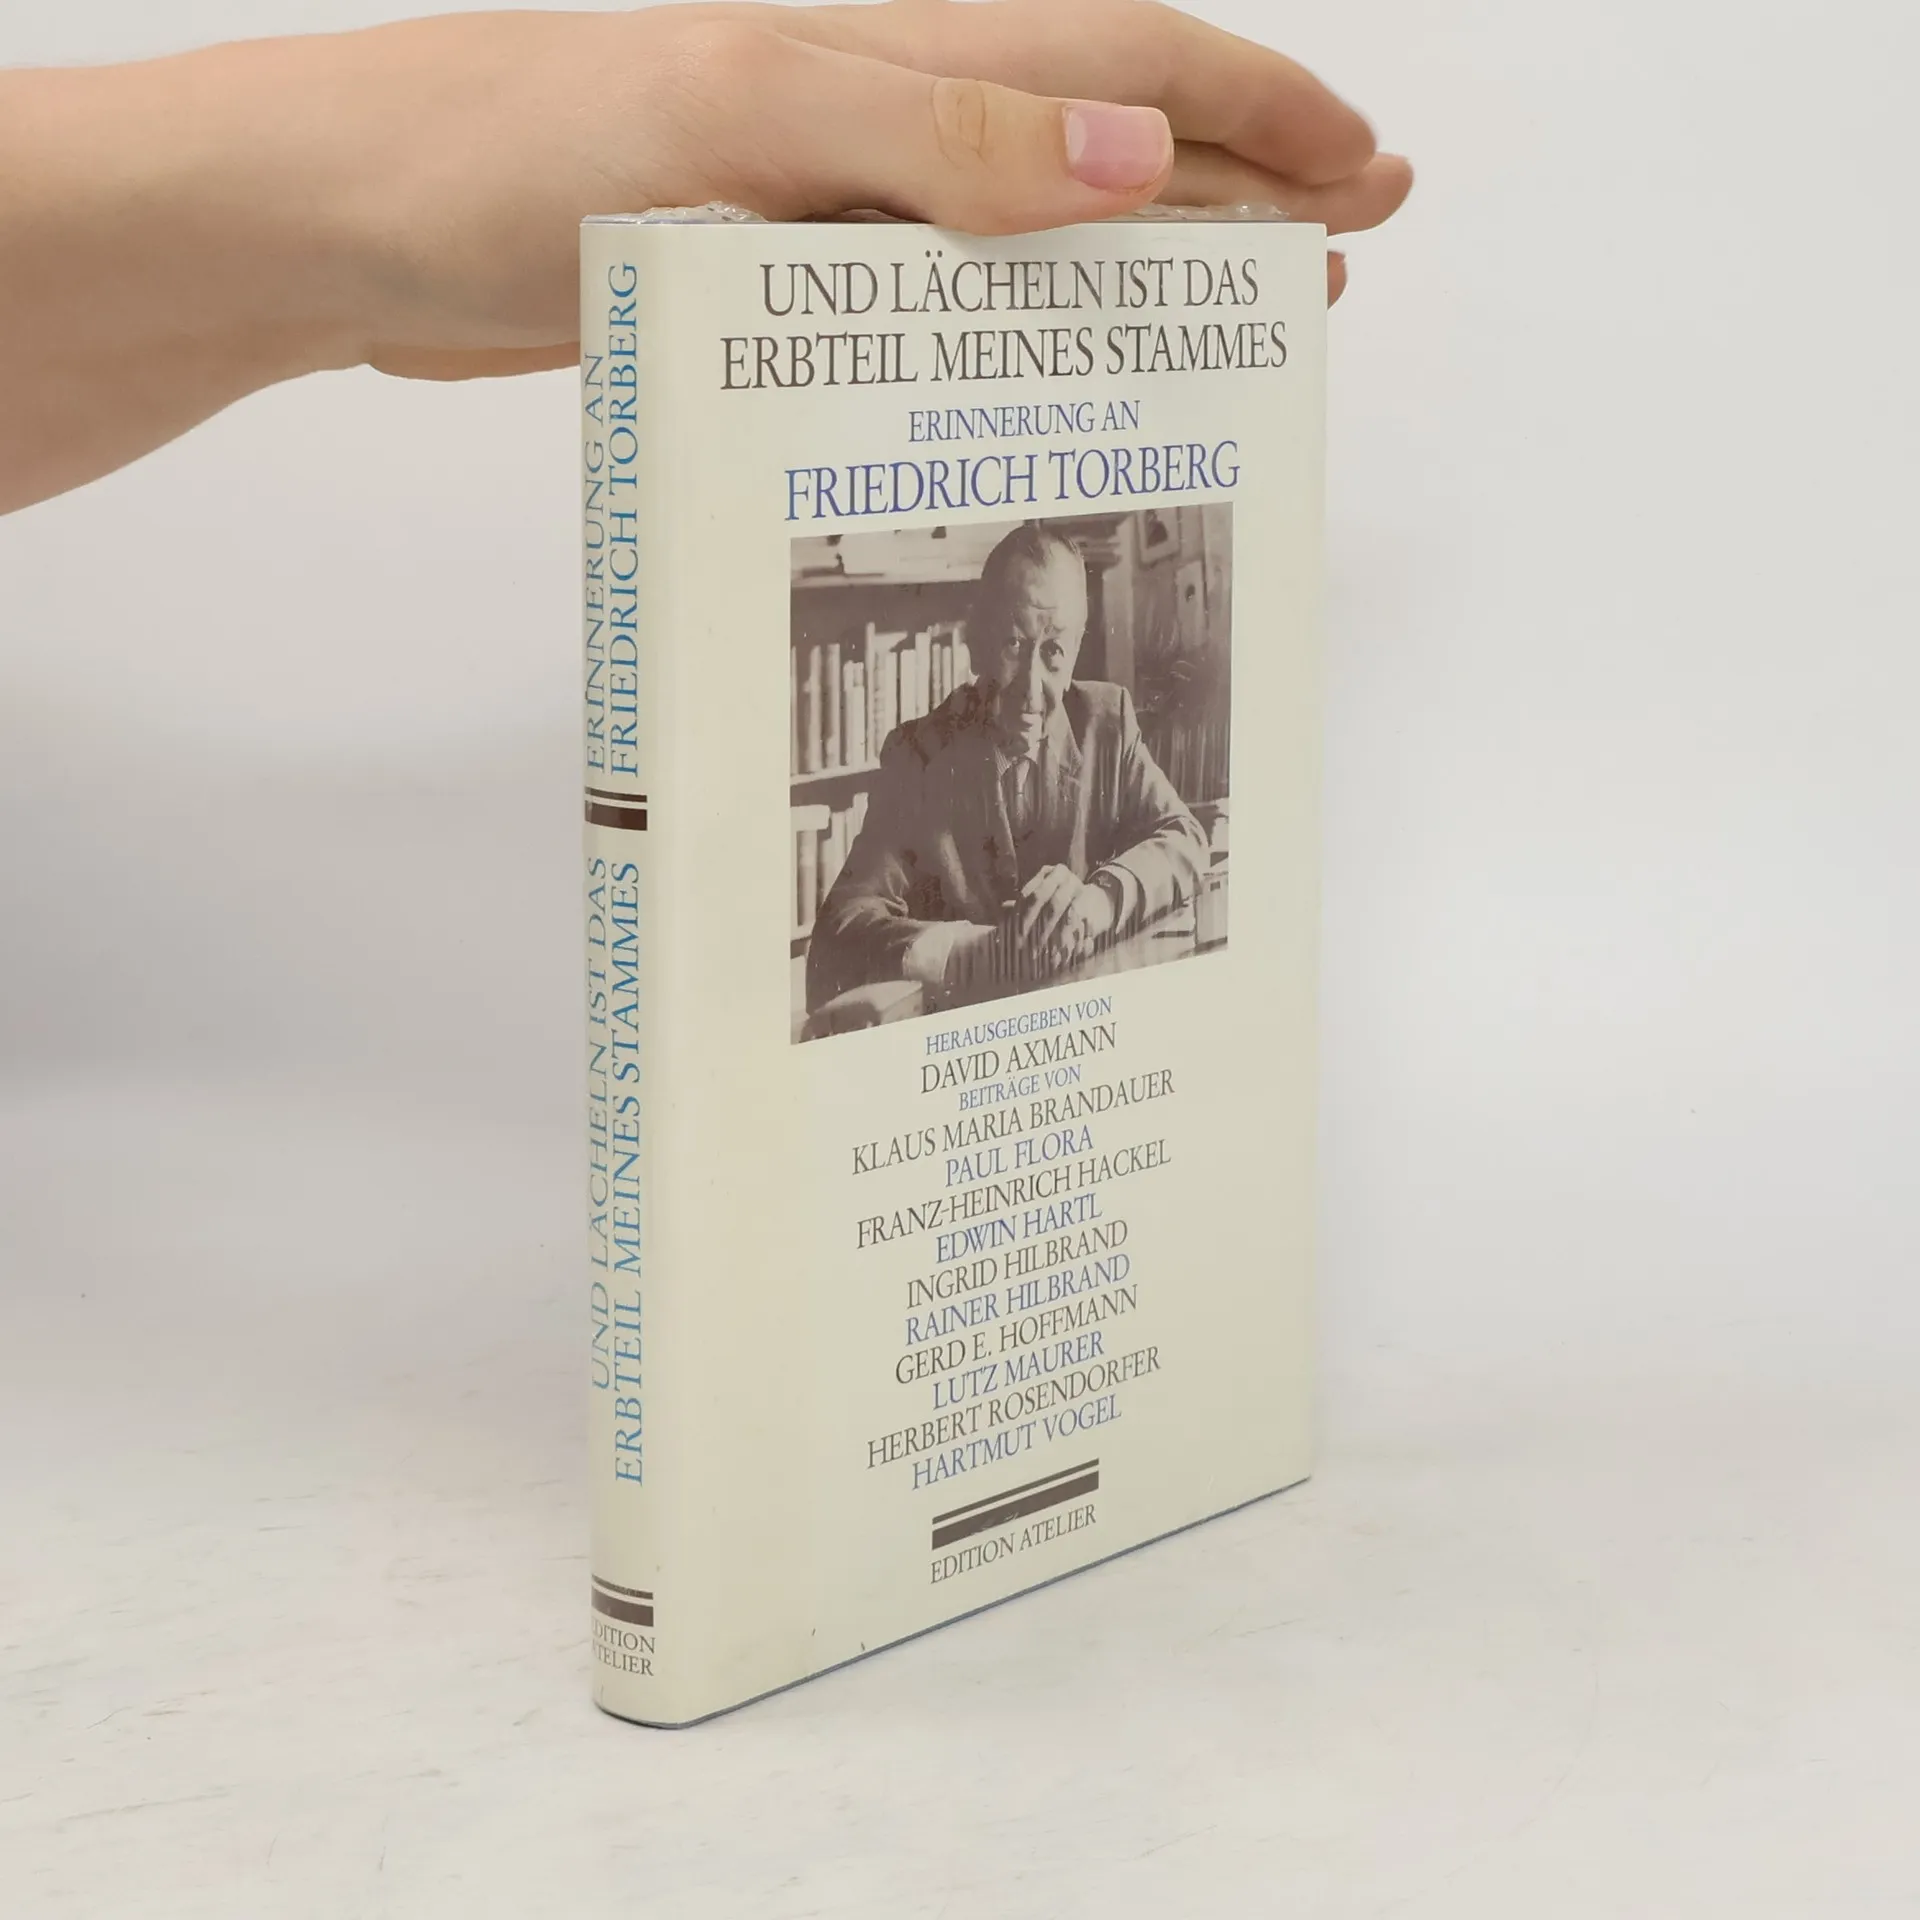 UND LÄCHELN IST DAS
ERBTEIL MEINES STAMMES
ERINNERUNG AN
FRIEDRICH TORBERG
HERAUSGEGEBEN VON
DAVID AXMANN
BEITRÄGE VON
KLAUS MARIA BRANDAUER
PAUL FLORA
FRANZ-HEINRICH HACKEL
EDWIN HARTL
INGRID HILBRAND
RAINER HILBRAND
GERD E. HOFFMANN
LUTZ MAURER
HERBERT ROSENDORFER
HARTMUT VOGEL
EDITION ATELIER
UND LÄCHELN IST DAS
ERBTEIL MEINES STAMMES
ERINNERUNG AN
FRIEDRICH TORBERG
EDITION
ATELIER